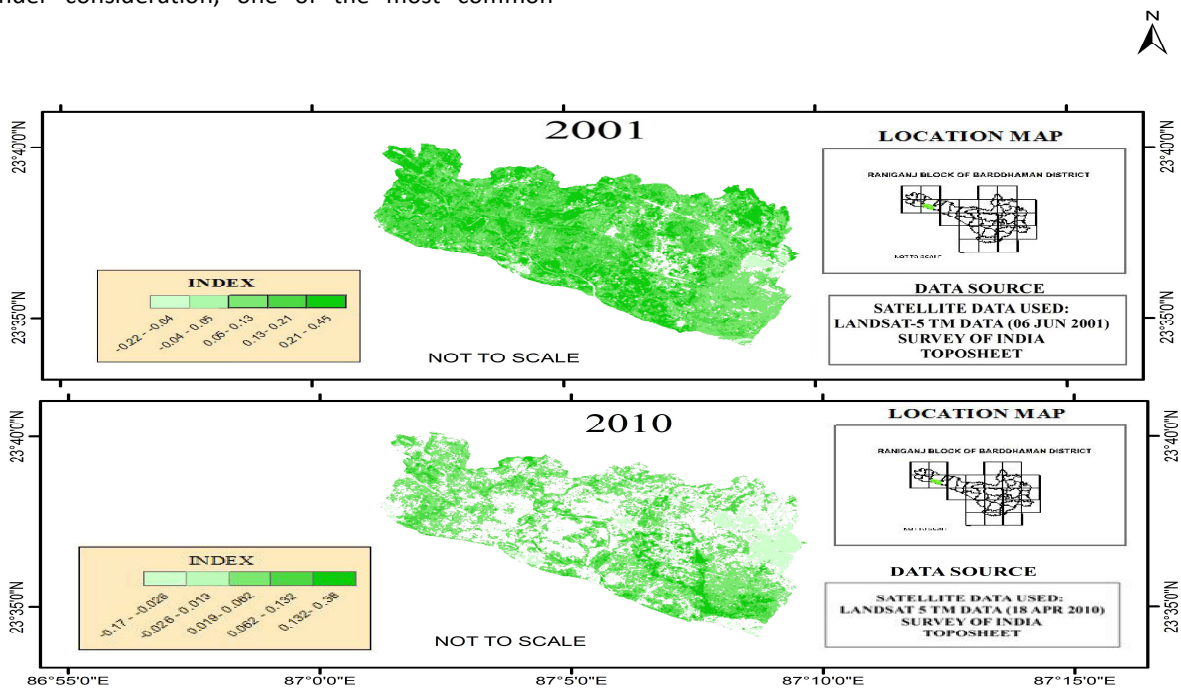 nder consideration, one of the most common
N
2001
23°40'0"N
23°40'0"N
23°35'0"N
23°35'0"N
LOCATION MAP
RANIGANJ BLOCK OF BARDDHAMAN DISTRICT
NOT TO SCALE
INDEX
-0.22 - -0.04
-0.04 - 0.05
0.05 - 0.13
0.13 - 0.21
0.21 - 0.45
NOT TO SCALE
DATA SOURCE
SATELLITE DATA USED:
LANDSAT-5 TM DATA (06 JUN 2001)
SURVEY OF INDIA
TOPOSHEET
2010
23°40'0"N
23°40'0"N
23°35'0"N
23°35'0"N
LOCATION MAP
RANIGANJ BLOCK OF BARDDHAMAN DISTRICT
INDEX
-0.17 - -0.026
-0.026 - 0.013
0.019 - 0.062
0.062 - 0.132
0.132 - 0.38
NOT TO SCALE
DATA SOURCE
SATELLITE DATA USED:
LANDSAT 5 TM DATA (18 APR 2010)
SURVEY OF INDIA
TOPOSHEET
86°55'0"E
87°0'0"E
87°5'0"E
87°10'0"E
87°15'0"E